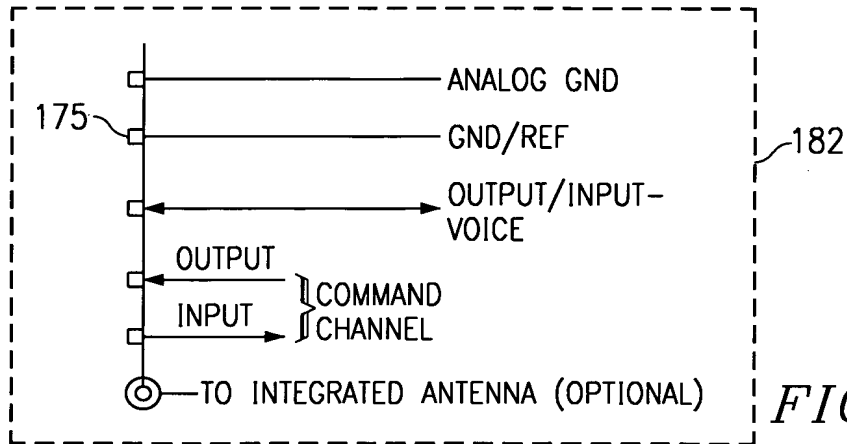 ANALOG GND
175
GND/REF
182
OUTPUT/INPUT-
VOICE
OUTPUT
COMMAND
INPUT
CHANNEL
TO INTEGRATED ANTENNA (OPTIONAL)